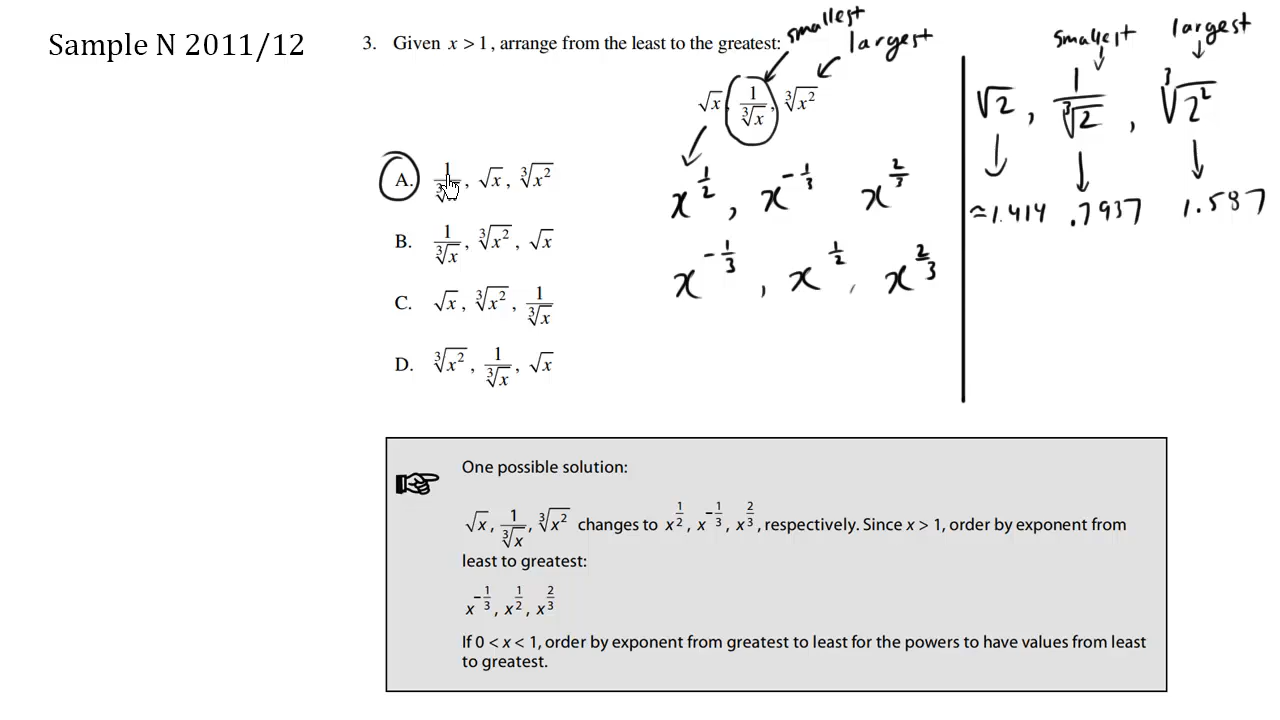 Sample N 2011/12
3. Given x > 1, arrange from the least to the greatest:
smallest
largest
√x, 1/∛x, ∛x²
x^(1/2), x^(-1/3) x^(2/3)
x^(-1/3), x^(1/2), x^(2/3)
A. 1/∛x, √x, ∛x²
B. 1/∛x, ∛x², √x
C. √x, ∛x², 1/∛x
D. ∛x², 1/∛x, √x
smallest
largest
√2, 1/∛2, ∛2²
≈1.414 .7937 1.587
One possible solution:
√x, 1/∛x, ∛x² changes to x^(1/2), x^(-1/3), x^(2/3), respectively. Since x > 1, order by exponent from
least to greatest:
x^(-1/3), x^(1/2), x^(2/3)
If 0 < x < 1, order by exponent from greatest to least for the powers to have values from least
to greatest.